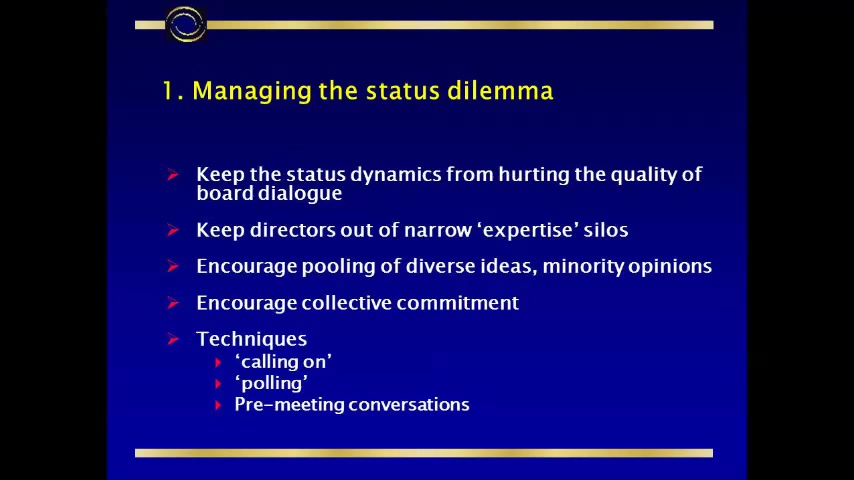 1. Managing the status dilemma
Keep the status dynamics from hurting the quality of
board dialogue
Keep directors out of narrow ‘expertise’ silos
Encourage pooling of diverse ideas, minority opinions
Encourage collective commitment
Techniques
‘calling on’
‘polling’
Pre-meeting conversations